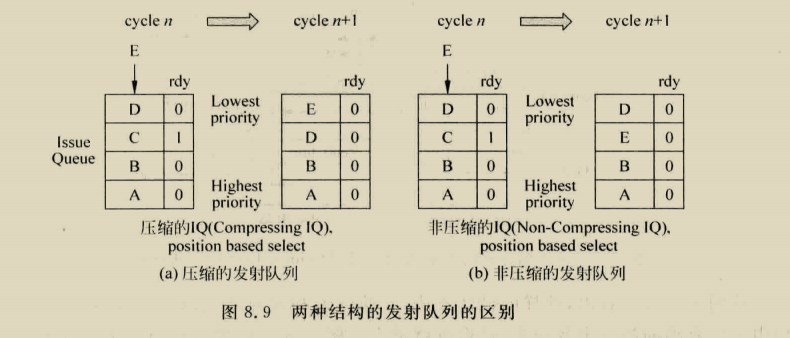 cycle n cycle n+1 cycle n cycle n+1
E E
rdy rdy rdy rdy
D 0 Lowest priority E 0 D 0 Lowest priority D 0
Issue Queue C 1 D 0 C 1 E 0
B 0 B 0 B 0 B 0
A 0 Highest priority A 0 A 0 Highest priority A 0
压缩的IQ(Compressing IQ), 非压缩的IQ(Non-Compressing IQ),
position based select position based select
(a) 压缩的发射队列 (b) 非压缩的发射队列
图 8.9 两种结构的发射队列的区别